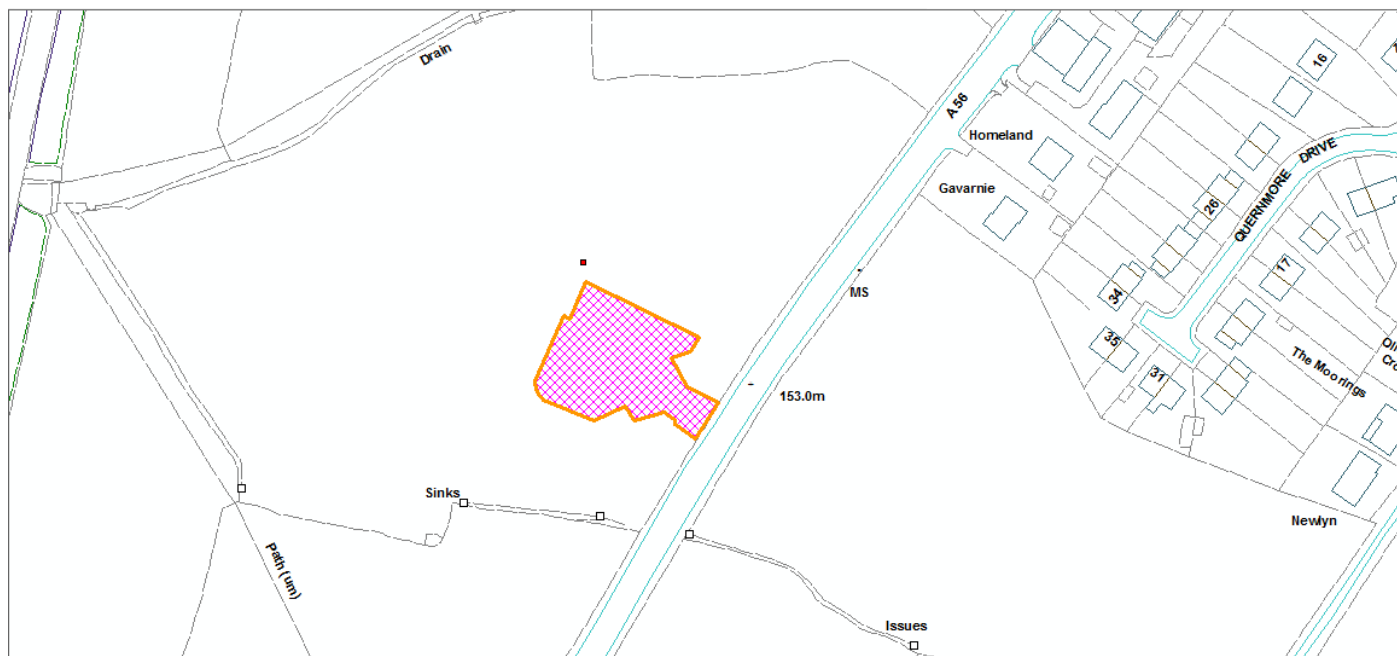 Drain
A 56
16
Homeland
QUERNMORE DRIVE
Gavarnie
26
MS
17
34
35
31
The Moorings
153.0m
Sinks
Newlyn
Path (um)
Issues